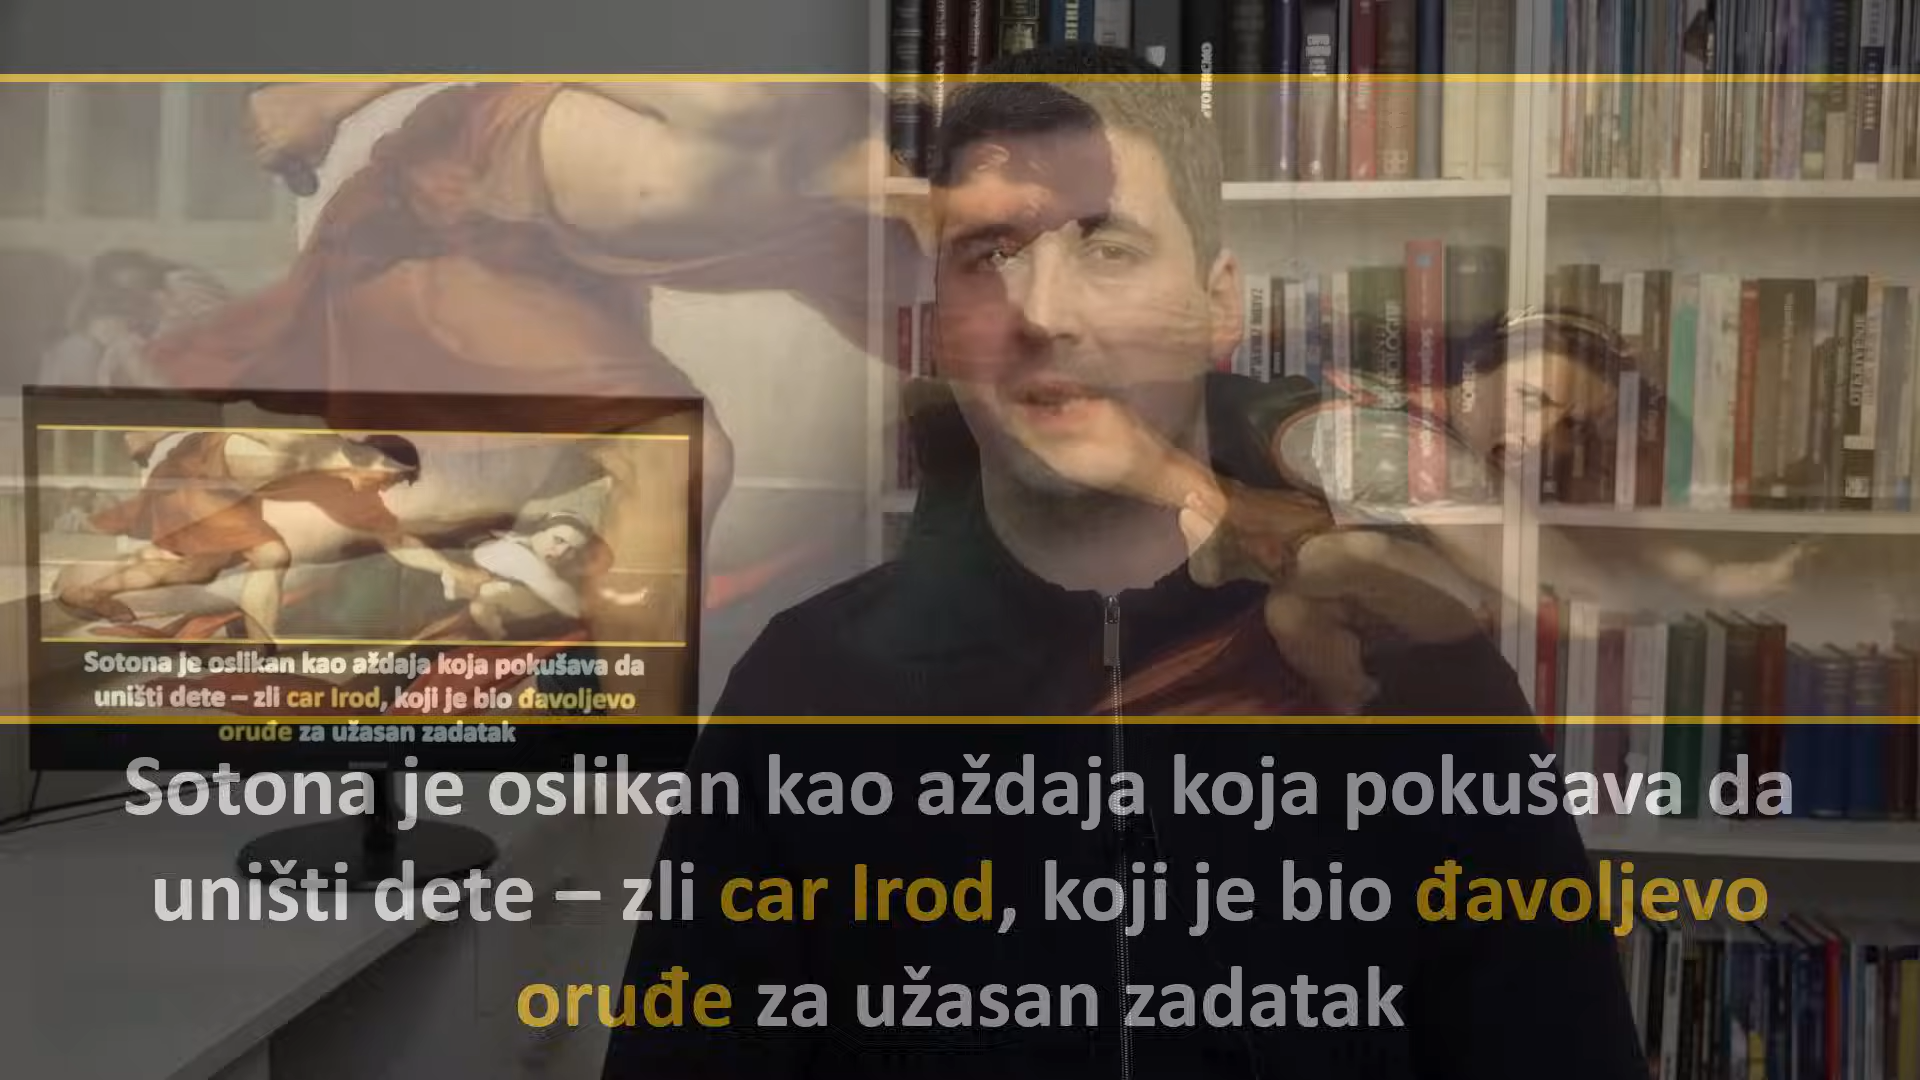 Sotona je oslikan kao aždaja koja pokušava da
uništi dete – zli car Irod, koji je bio đavoljevo
oruđe za užasan zadatak
Sotona je oslikan kao aždaja koja pokušava da
uništi dete – zli car Irod, koji je bio đavoljevo
oruđe za užasan zadatak